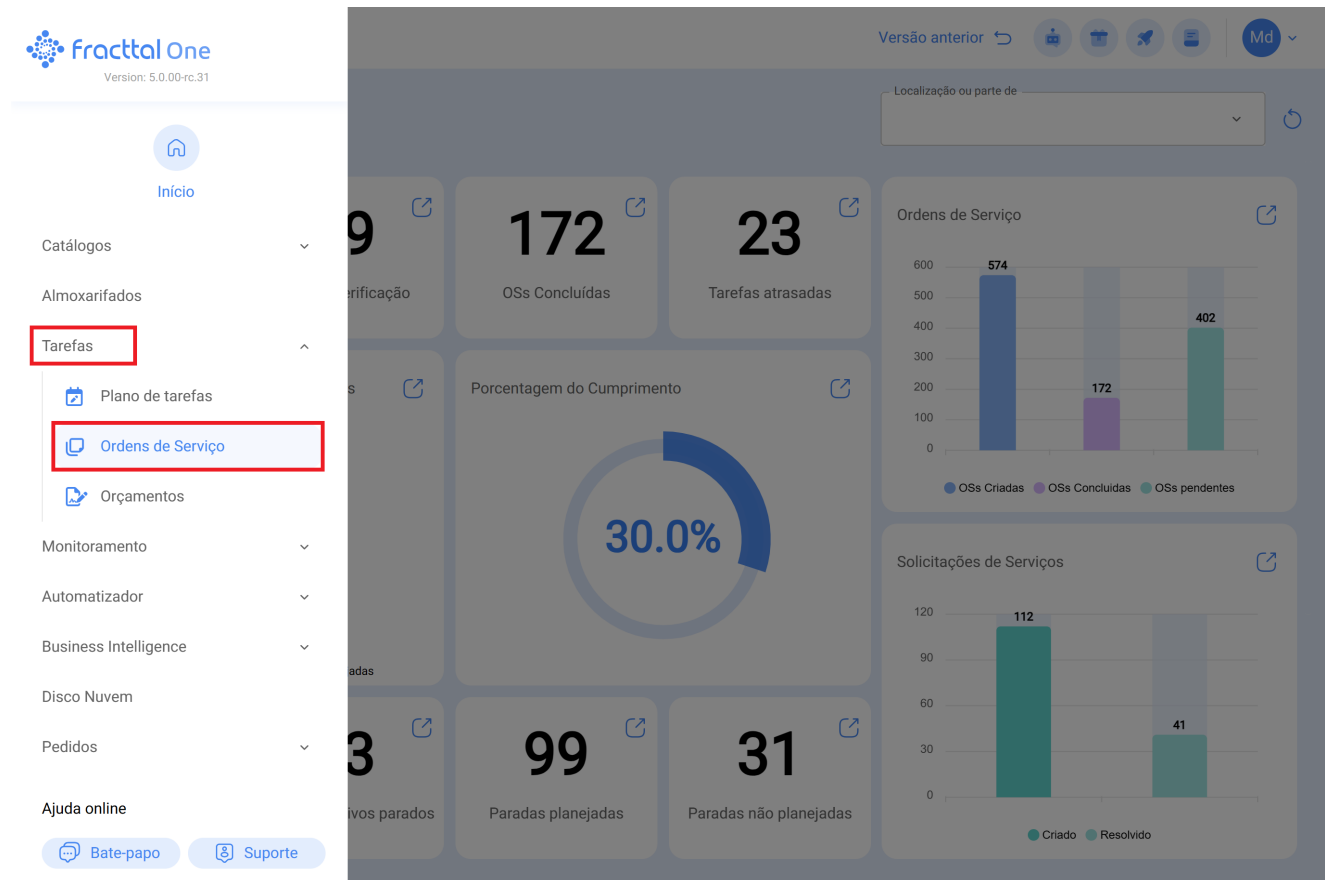 fracttal One
Version: 5.0.00-rc.31
Início
Catálogos
Almoxarifados
Tarefas
Plano de tarefas
Ordens de Serviço
Orçamentos
Monitoramento
Automatizador
Business Intelligence
Disco Nuvem
Pedidos
Ajuda online
Bate-papo
Suporte
Versão anterior
Md
Localização ou parte de
9
erificação
172
OSs Concluídas
23
Tarefas atrasadas
Ordens de Serviço
600
500
400
300
200
100
0
574
172
402
OSs Criadas
OSs Concluidas
OSs pendentes
s
adas
Porcentagem do Cumprimento
30.0%
Solicitações de Serviços
120
90
60
30
0
112
41
Criado
Resolvido
3
ivos parados
99
Paradas planejadas
31
Paradas não planejadas